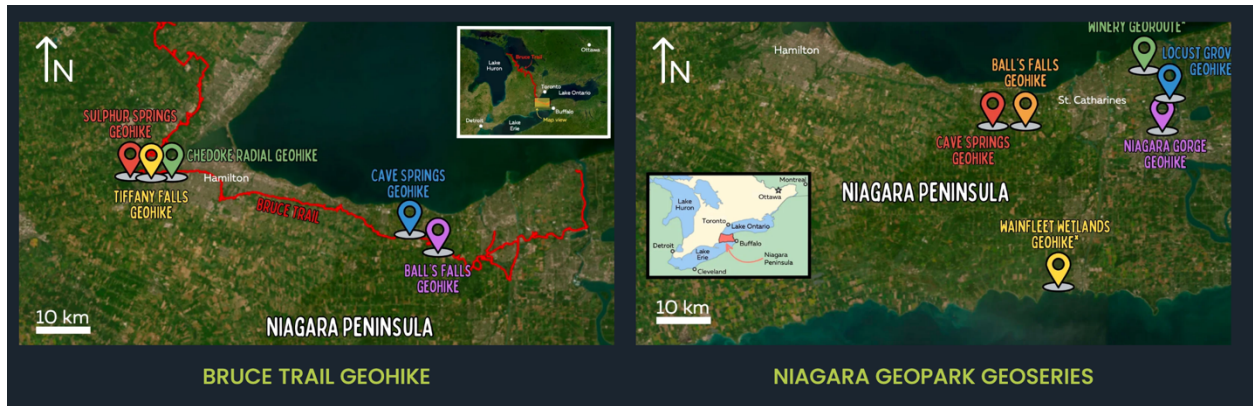 N
SULPHUR SPRINGS
GEOHIKE
CHEDOKE RADIAL GEOHIKE
TIFFANY FALLS
GEOHIKE
Hamilton
BRUCE TRAIL
CAVE SPRINGS
GEOHIKE
BALL'S FALLS
GEOHIKE
10 km
NIAGARA PENINSULA
Ottawa
Bruce Trail
Lake
Huron
Toronto
Lake Ontario
Buffalo
Detroit
Lake
Erie
Map view
BRUCE TRAIL GEOHIKE
N
Hamilton
WINERY GEOROUTE
LOCUST GROV
GEOHIKE
BALL'S FALLS
GEOHIKE
St. Catharines
CAVE SPRINGS
GEOHIKE
NIAGARA GORGE
GEOHIKE
NIAGARA PENINSULA
WAINFLEET WETLANDS
GEOHIKE
10 km
Montreal
Ottawa
Lake
Huron
Toronto
Lake Ontario
Detroit
Lake
Erie
Buffalo
Niagara
Peninsula
Cleveland
NIAGARA GEOPARK GEOSERIES